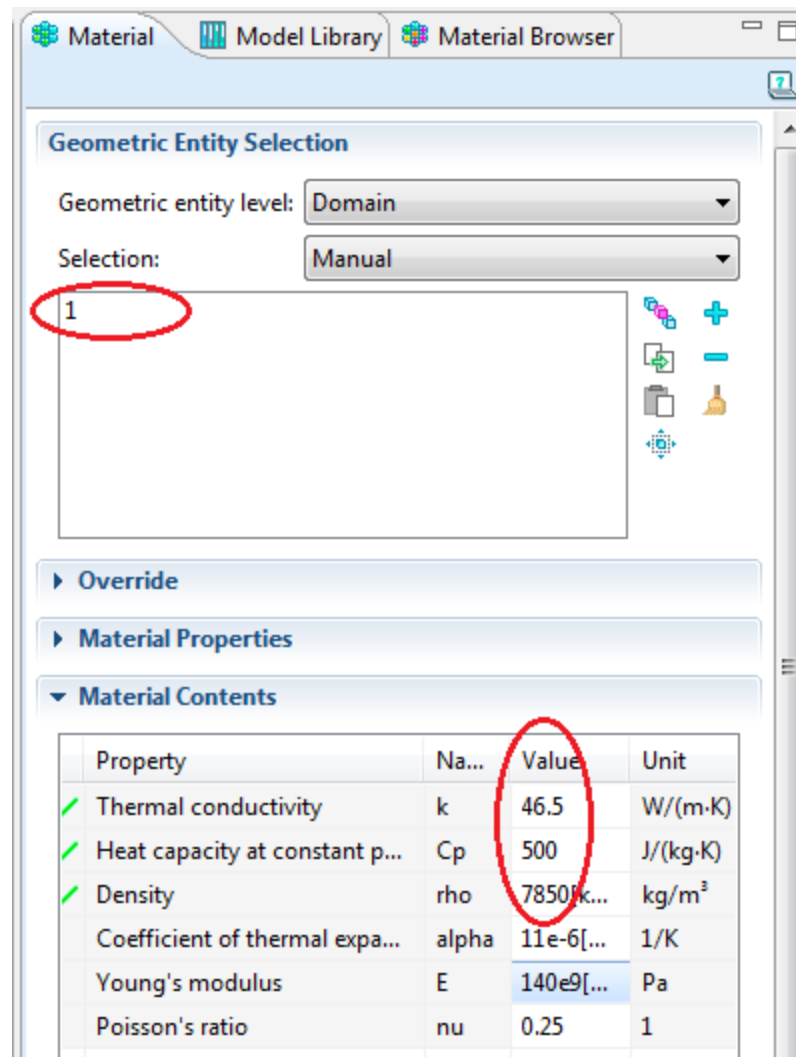 Material Model Library Material Browser
Geometric Entity Selection
Geometric entity level: Domain
Selection: Manual
1
Override
Material Properties
Material Contents
Property Na... Value Unit
Thermal conductivity k 46.5 W/(m·K)
Heat capacity at constant p... Cp 500 J/(kg·K)
Density rho 7850[k... kg/m³
Coefficient of thermal expa... alpha 11e-6[... 1/K
Young's modulus E 140e9[... Pa
Poisson's ratio nu 0.25 1